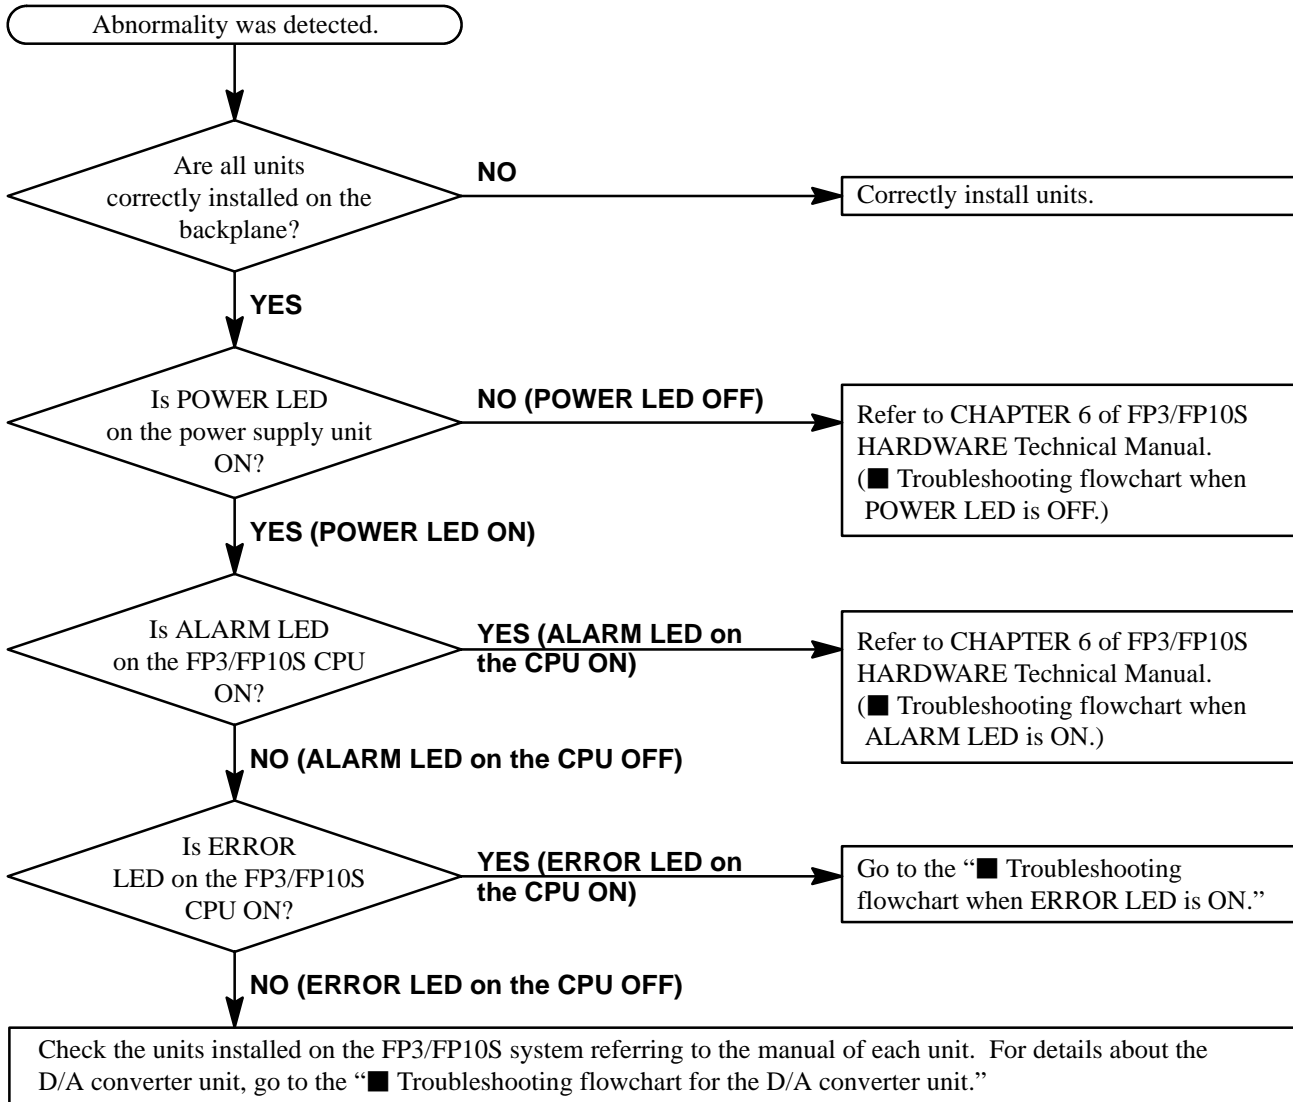 Abnormality was detected.
Are all units
correctly installed on the
backplane?
NO
Correctly install units.
YES
Is POWER LED
on the power supply unit
ON?
NO (POWER LED OFF)
Refer to CHAPTER 6 of FP3/FP10S
HARDWARE Technical Manual.
(■ Troubleshooting flowchart when
POWER LED is OFF.)
YES (POWER LED ON)
Is ALARM LED
on the FP3/FP10S CPU
ON?
YES (ALARM LED on
the CPU ON)
Refer to CHAPTER 6 of FP3/FP10S
HARDWARE Technical Manual.
(■ Troubleshooting flowchart when
ALARM LED is ON.)
NO (ALARM LED on the CPU OFF)
Is ERROR
LED on the FP3/FP10S
CPU ON?
YES (ERROR LED on
the CPU ON)
Go to the “■ Troubleshooting
flowchart when ERROR LED is ON.”
NO (ERROR LED on the CPU OFF)
Check the units installed on the FP3/FP10S system referring to the manual of each unit.  For details about the
D/A converter unit, go to the “■ Troubleshooting flowchart for the D/A converter unit.”